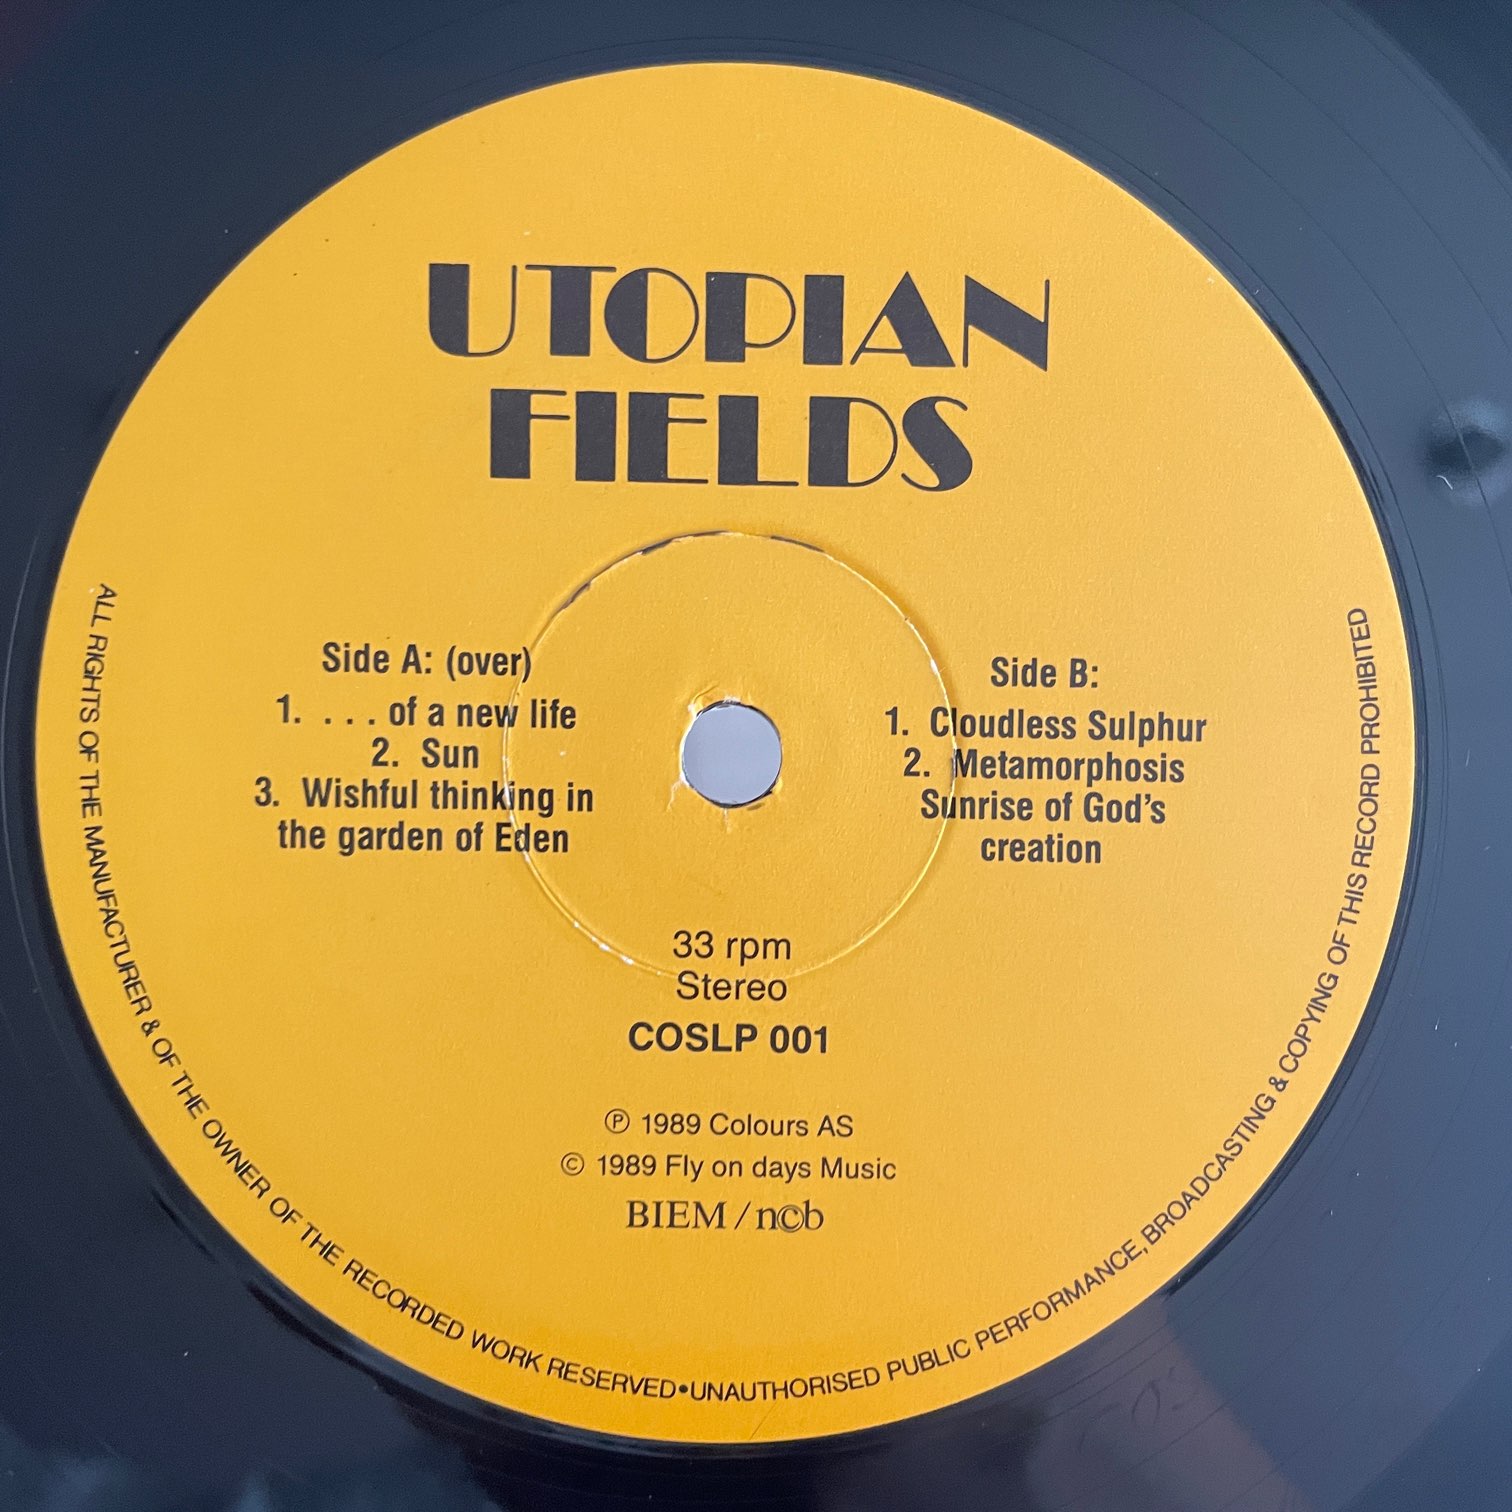 UTOPIAN
FIELDS
Side A: (over)
1. . . . of a new life
2. Sun
3. Wishful thinking in
the garden of Eden
Side B:
1. Cloudless Sulphur
2. Metamorphosis
Sunrise of God's
creation
33 rpm
Stereo
COSLP 001
℗ 1989 Colours AS
© 1989 Fly on days Music
BIEM / n©b
ALL RIGHTS OF THE MANUFACTURER & OF THE OWNER OF THE RECORDED WORK RESERVED•UNAUTHORISED PUBLIC PERFORMANCE, BROADCASTING & COPYING OF THIS RECORD PROHIBITED